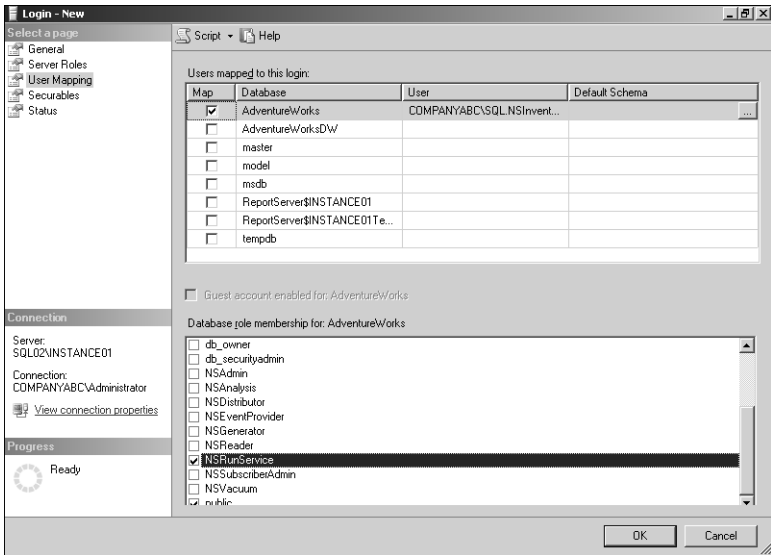 Login - New
Select a page
General
Server Roles
User Mapping
Securables
Status
Script
Help
Users mapped to this login:
Map Database User Default Schema
AdventureWorks COMPANYABC\SQL.NSInvent... ...
AdventureWorksDW
master
model
msdb
ReportServer$INSTANCE01
ReportServer$INSTANCE01Te...
tempdb
Guest account enabled for: AdventureWorks
Database role membership for: AdventureWorks
db_owner
db_securityadmin
NSAdmin
NSAnalysis
NSDistributor
NSEventProvider
NSGenerator
NSReader
NSRunService
NSSubscriberAdmin
NSVacuum
public
Connection
Server:
SQL02\INSTANCE01
Connection:
COMPANYABC\Administrator
View connection properties
Progress
Ready
OK
Cancel